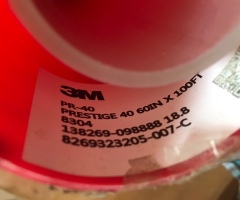 3M
PR-40
PRESTIGE 40 60IN X 100FT
8304
138269-098888 18.8
8269323205-007-C